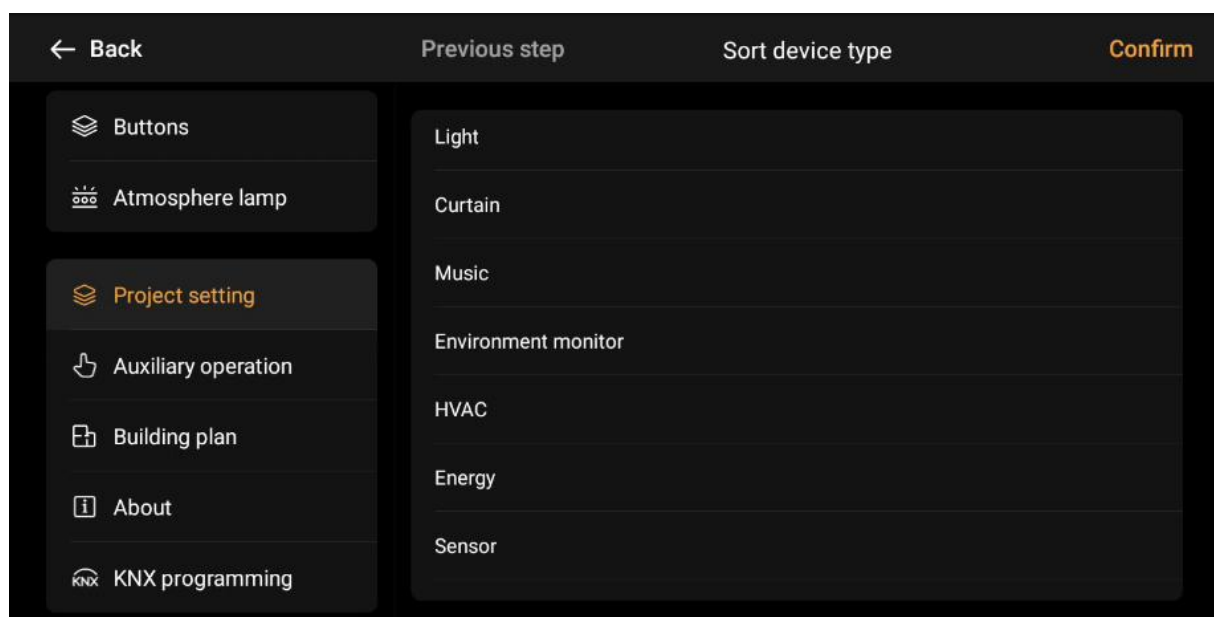 Back
Previous step
Sort device type
Confirm
Buttons
Atmosphere lamp
Project setting
Auxiliary operation
Building plan
About
KNX KNX programming
Light
Curtain
Music
Environment monitor
HVAC
Energy
Sensor